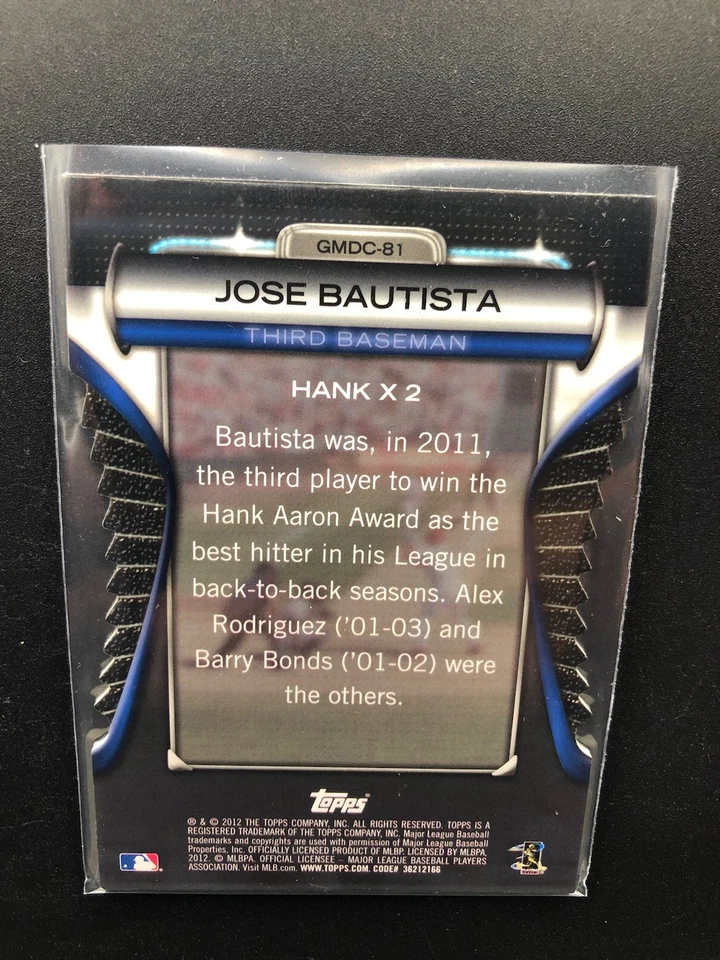 GMDC-81
JOSE BAUTISTA
THIRD BASEMAN
HANK X 2
Bautista was, in 2011,
the third player to win the
Hank Aaron Award as the
best hitter in his League in
back-to-back seasons. Alex
Rodriguez ('01-03) and
Barry Bonds ('01-02) were
the others.
topps
® & © 2012 THE TOPPS COMPANY, INC. ALL RIGHTS RESERVED. TOPPS IS A
REGISTERED TRADEMARK OF THE TOPPS COMPANY, INC. Major League Baseball
trademarks and copyrights are used with permission of Major League Baseball
Properties, Inc. OFFICIALLY LICENSED PRODUCT OF MLBP. LICENSED BY MLBPA,
2012. © MLBPA. OFFICIAL LICENSEE – MAJOR LEAGUE BASEBALL PLAYERS
ASSOCIATION. Visit MLB.com. WWW.TOPPS.COM. CODE# 36212166